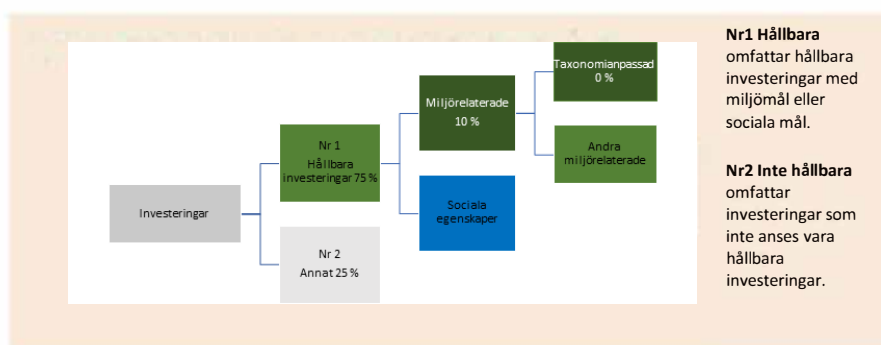 Investeringar
Nr 1
Hållbara
investeringar 75 %
Nr 2
Annat 25 %
Miljörelaterade
10 %
Sociala
egenskaper
Taxonomianpassad
0 %
Andra
miljörelaterade
Nr1 Hållbara
omfattar hållbara
investeringar med
miljömål eller
sociala mål.
Nr2 Inte hållbara
omfattar
investeringar som
inte anses vara
hållbara
investeringar.